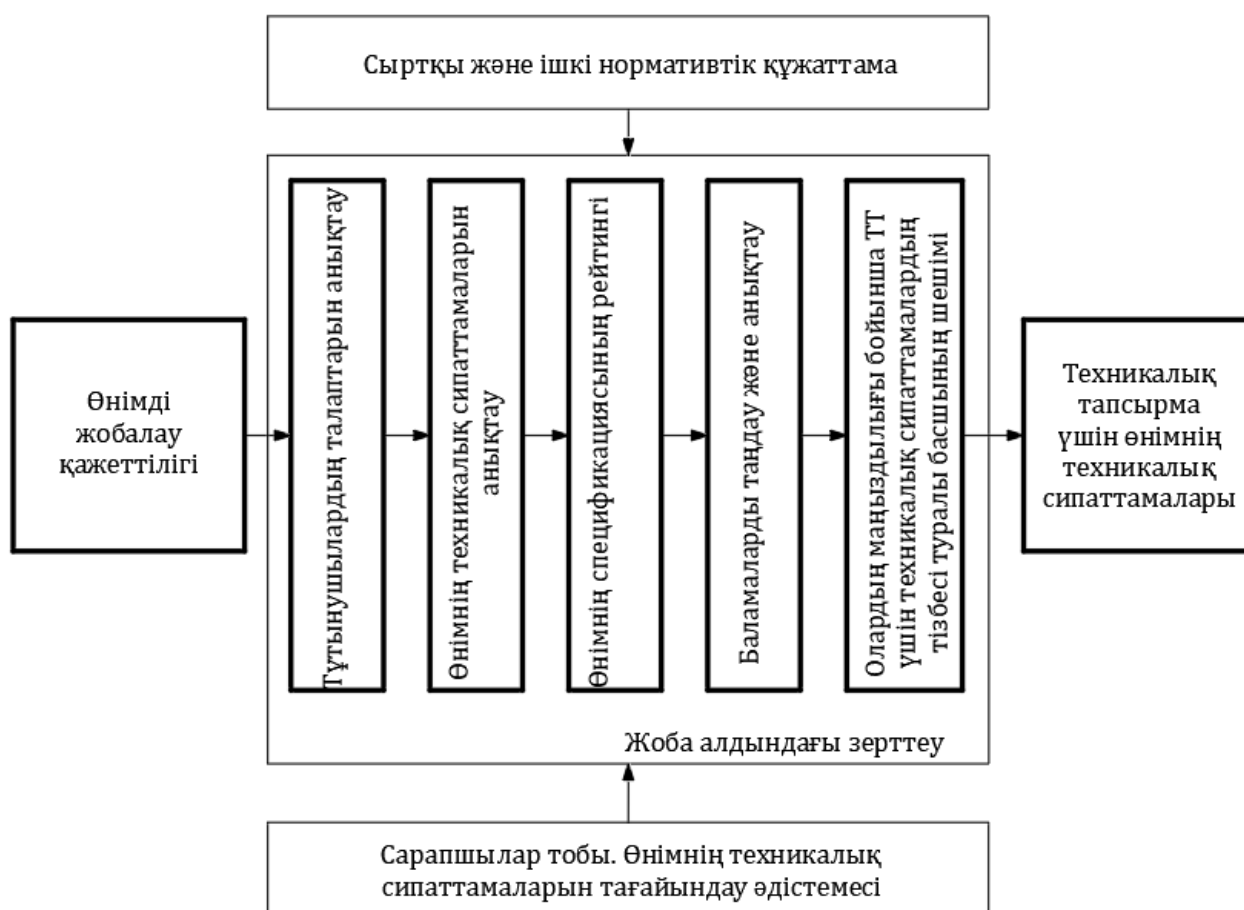 Сыртқы және ішкі нормативтік құжаттама
Өнімді
жобалау
қажеттілігі
Тұтынушылардың талаптарын анықтау
Өнімнің техникалық сипаттамаларын
анықтау
Өнімнің спецификациясының рейтингі
Баламаларды таңдау және анықтау
Олардың маңыздылығы бойынша ТТ
үшін техникалық сипаттамалардың
тізбесі туралы басшының шешімі
Техникалық
тапсырма
үшін өнімнің
техникалық
сипаттамалары
Жоба алдындағы зерттеу
Сарапшылар тобы. Өнімнің техникалық
сипаттамаларын тағайындау әдістемесі